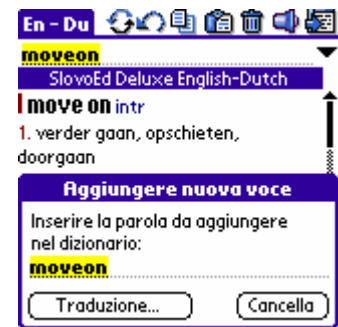 En - Du
moveon
SlovoEd Deluxe English-Dutch
move on intr
1. verder gaan, opschieten,
doorgaan
Aggiungere nuova voce
Inserire la parola da aggiungere
nel dizionario:
moveon
Traduzione... Cancella